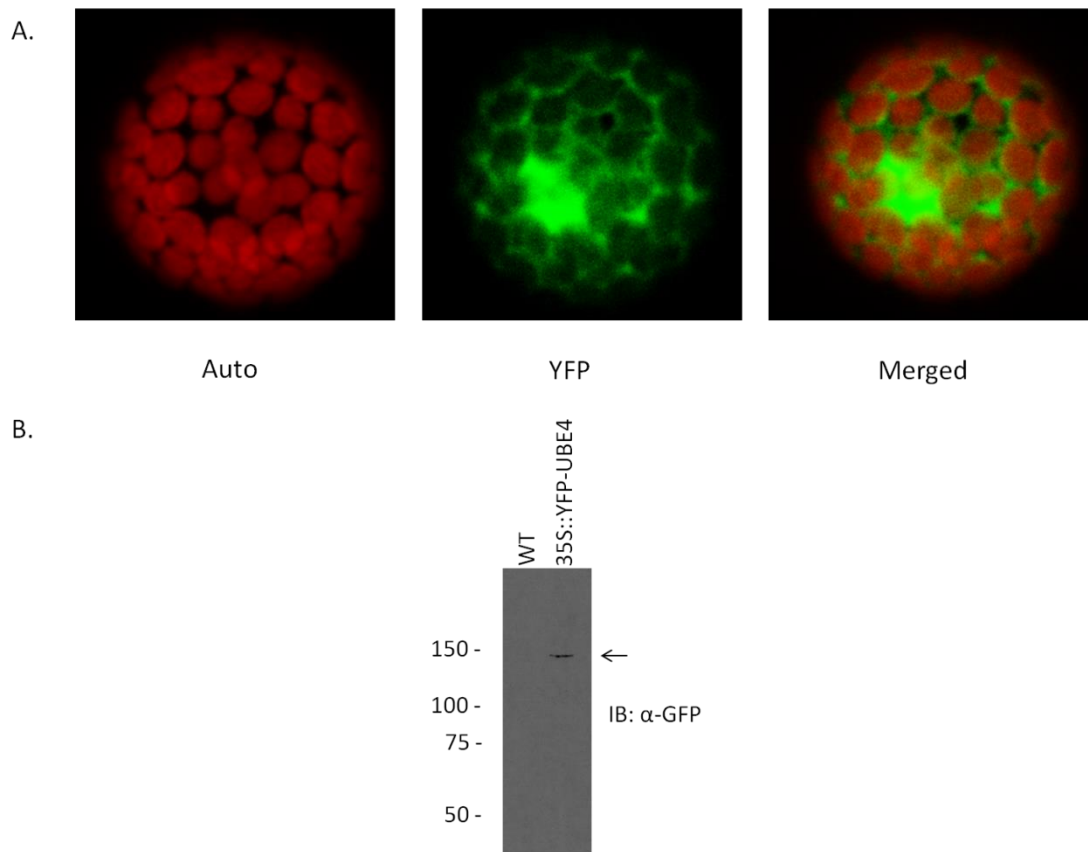 A.
Auto
YFP
Merged
B.
WT
35S::YFP-UBE4
150 -
100 -
75 -
50 -
IB: α-GFP